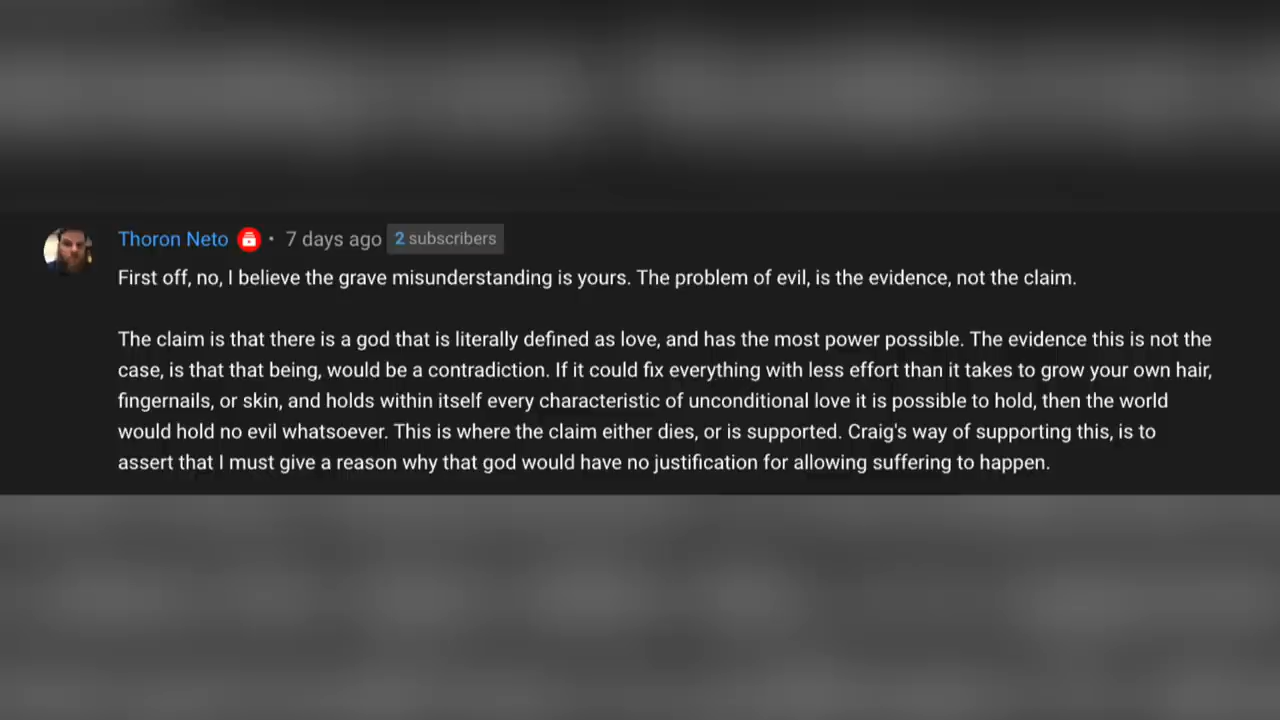 Thoron Neto · 7 days ago 2 subscribers
First off, no, I believe the grave misunderstanding is yours. The problem of evil, is the evidence, not the claim.
The claim is that there is a god that is literally defined as love, and has the most power possible. The evidence this is not the
case, is that that being, would be a contradiction. If it could fix everything with less effort than it takes to grow your own hair,
fingernails, or skin, and holds within itself every characteristic of unconditional love it is possible to hold, then the world
would hold no evil whatsoever. This is where the claim either dies, or is supported. Craig's way of supporting this, is to
assert that I must give a reason why that god would have no justification for allowing suffering to happen.